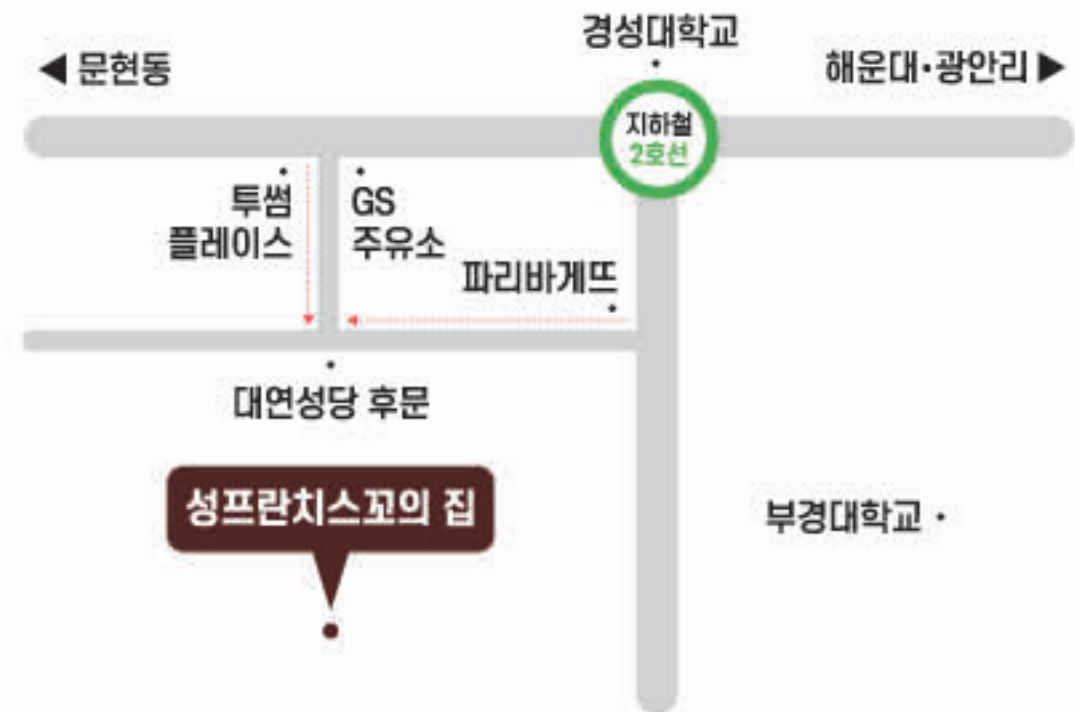 경성대학교
◀ 문현동
해운대·광안리 ▶
지하철
2호선
투썸
플레이스
GS
주유소
파리바게뜨
대연성당 후문
성프란치스꼬의 집
부경대학교